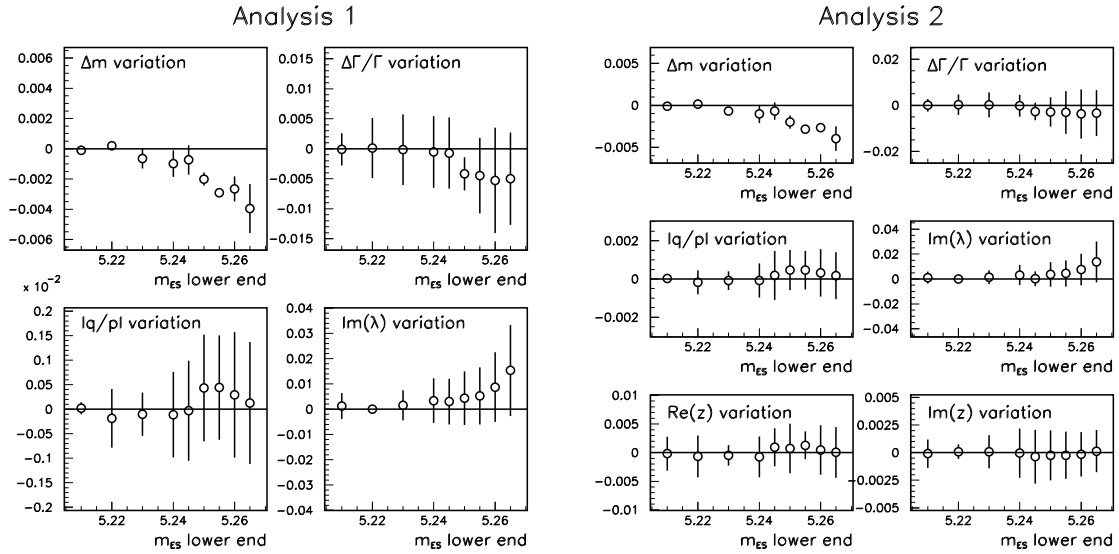 Analysis 1
Δm variation
0.006
0.004
0.002
0
−0.002
−0.004
−0.006
5.22 5.24 5.26
m_ES lower end
ΔΓ/Γ variation
0.015
0.01
0.005
0
−0.005
−0.01
−0.015
5.22 5.24 5.26
m_ES lower end
x 10^−2
Iq/pI variation
0.2
0.15
0.1
0.05
0
−0.05
−0.1
−0.15
−0.2
5.22 5.24 5.26
m_ES lower end
Im(λ) variation
0.04
0.03
0.02
0.01
0
−0.01
−0.02
−0.03
−0.04
5.22 5.24 5.26
m_ES lower end
Analysis 2
Δm variation
0.005
0
−0.005
5.22 5.24 5.26
m_ES lower end
ΔΓ/Γ variation
0.02
0
−0.02
5.22 5.24 5.26
m_ES lower end
Iq/pI variation
0.002
0
−0.002
5.22 5.24 5.26
m_ES lower end
Im(λ) variation
0.04
0.02
0
−0.02
−0.04
5.22 5.24 5.26
m_ES lower end
Re(z) variation
0.01
0.005
0
−0.005
−0.01
5.22 5.24 5.26
m_ES lower end
Im(z) variation
0.005
0.0025
0
−0.0025
−0.005
5.22 5.24 5.26
m_ES lower end